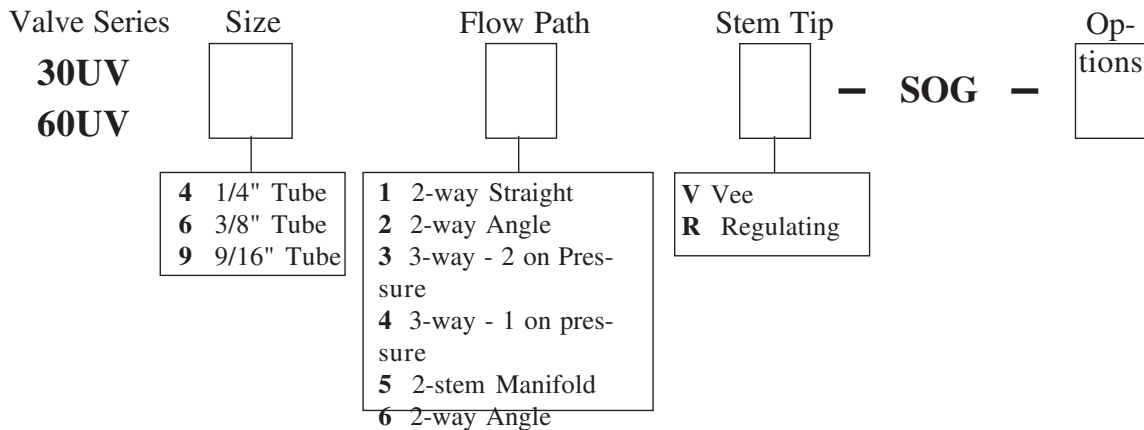 Valve Series Size Flow Path Stem Tip Op-
tions
30UV
60UV
– SOG –
4 1/4" Tube
6 3/8" Tube
9 9/16" Tube
1 2-way Straight
2 2-way Angle
3 3-way - 2 on Pres-
sure
4 3-way - 1 on pres-
sure
5 2-stem Manifold
6 2-way Angle
V Vee
R Regulating